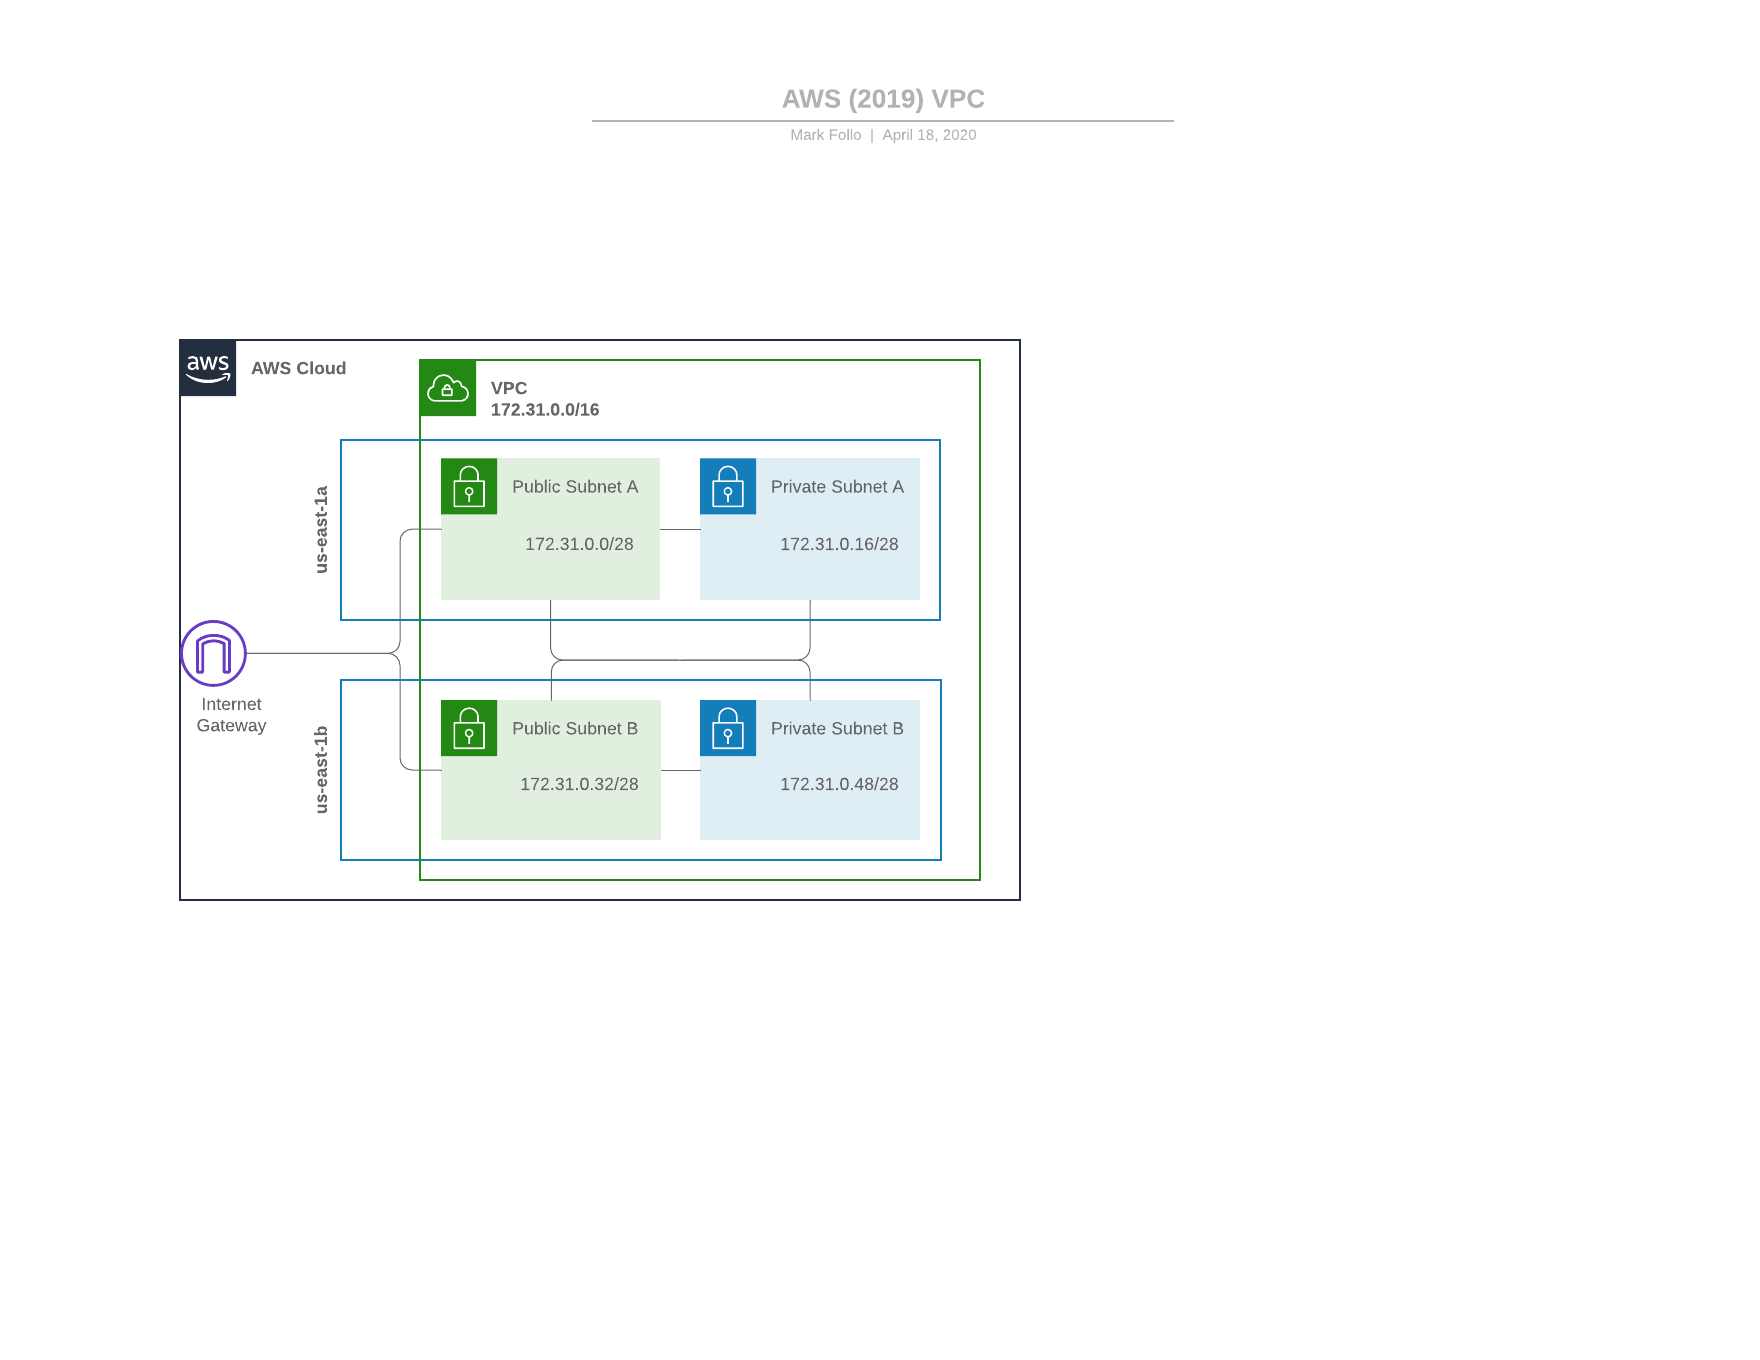 AWS (2019) VPC
Mark Follo | April 18, 2020
aws
AWS Cloud
VPC
172.31.0.0/16
us-east-1a
Public Subnet A
172.31.0.0/28
Private Subnet A
172.31.0.16/28
Internet
Gateway
us-east-1b
Public Subnet B
172.31.0.32/28
Private Subnet B
172.31.0.48/28